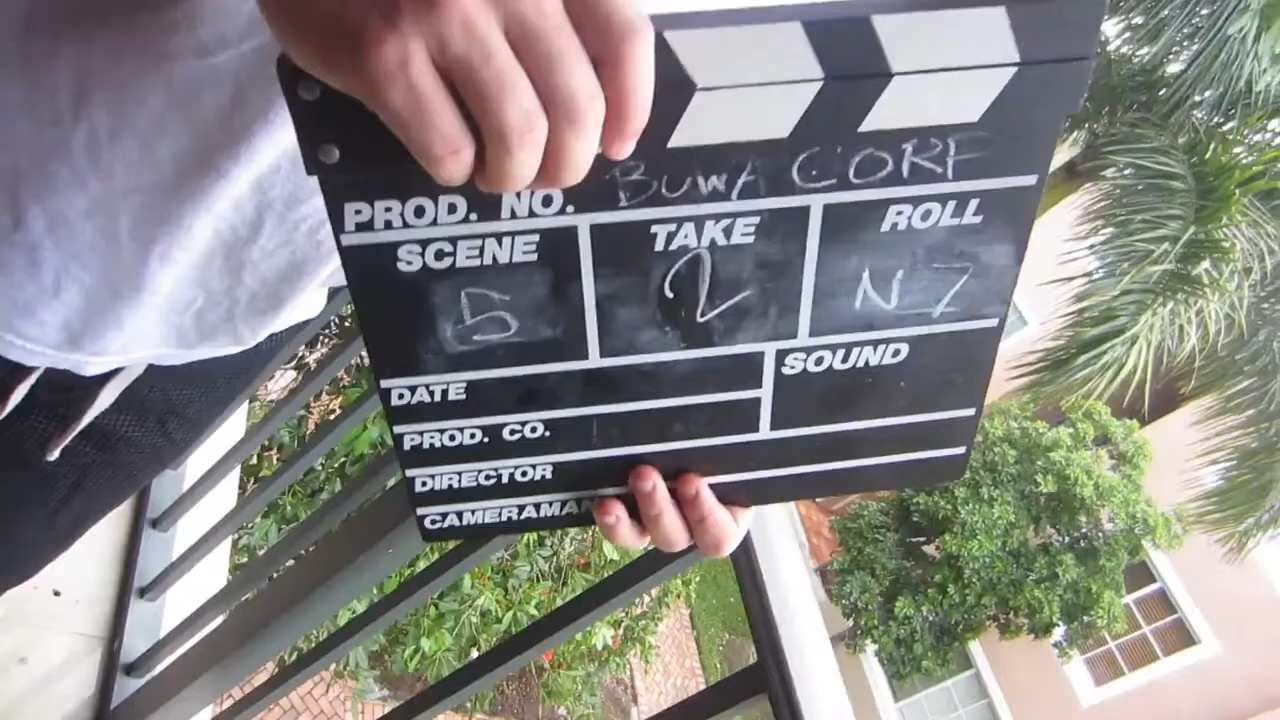 PROD. NO. BUWA CORF
SCENE TAKE ROLL
5 2 N7
DATE SOUND
PROD. CO.
DIRECTOR
CAMERAMAN